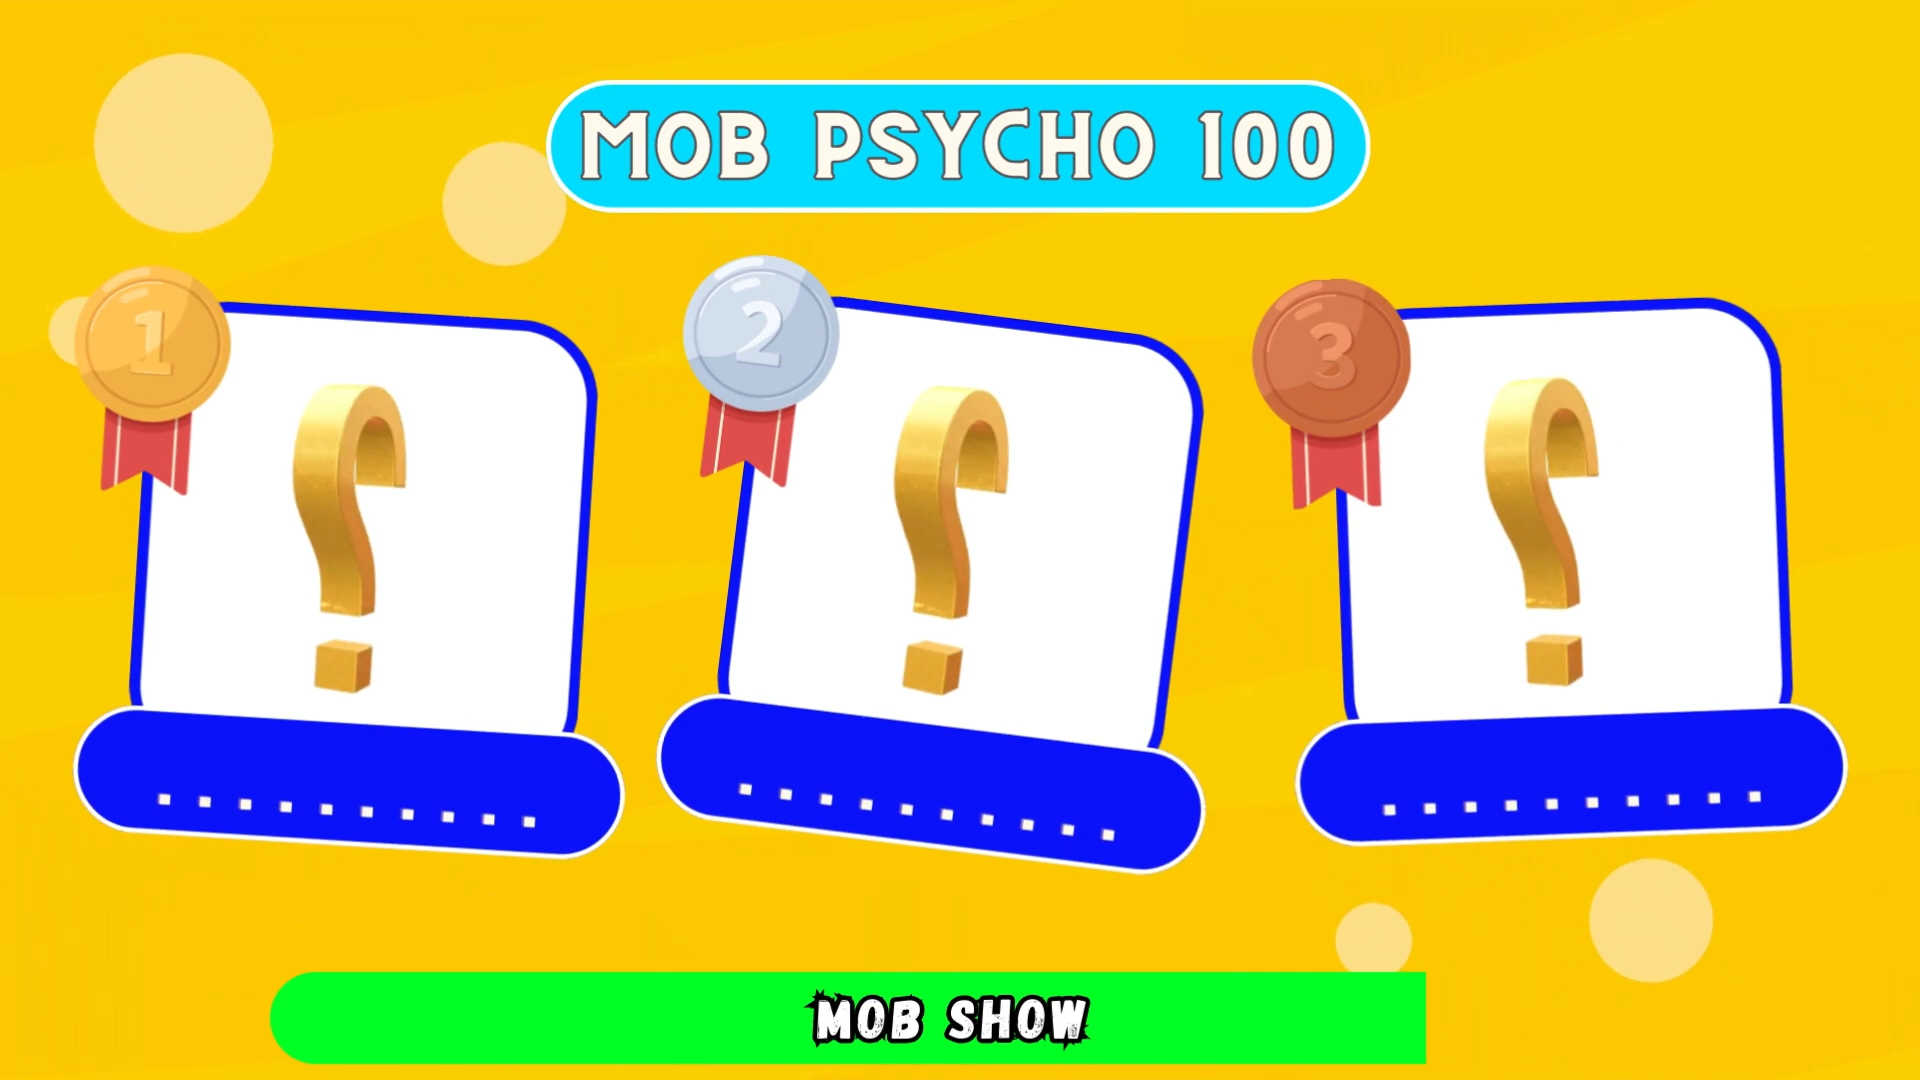 MOB PSYCHO 100
1
2
3
? ? ?
. . . . . . . . . .
. . . . . . . . . .
. . . . . . . . . .
MOB SHOW